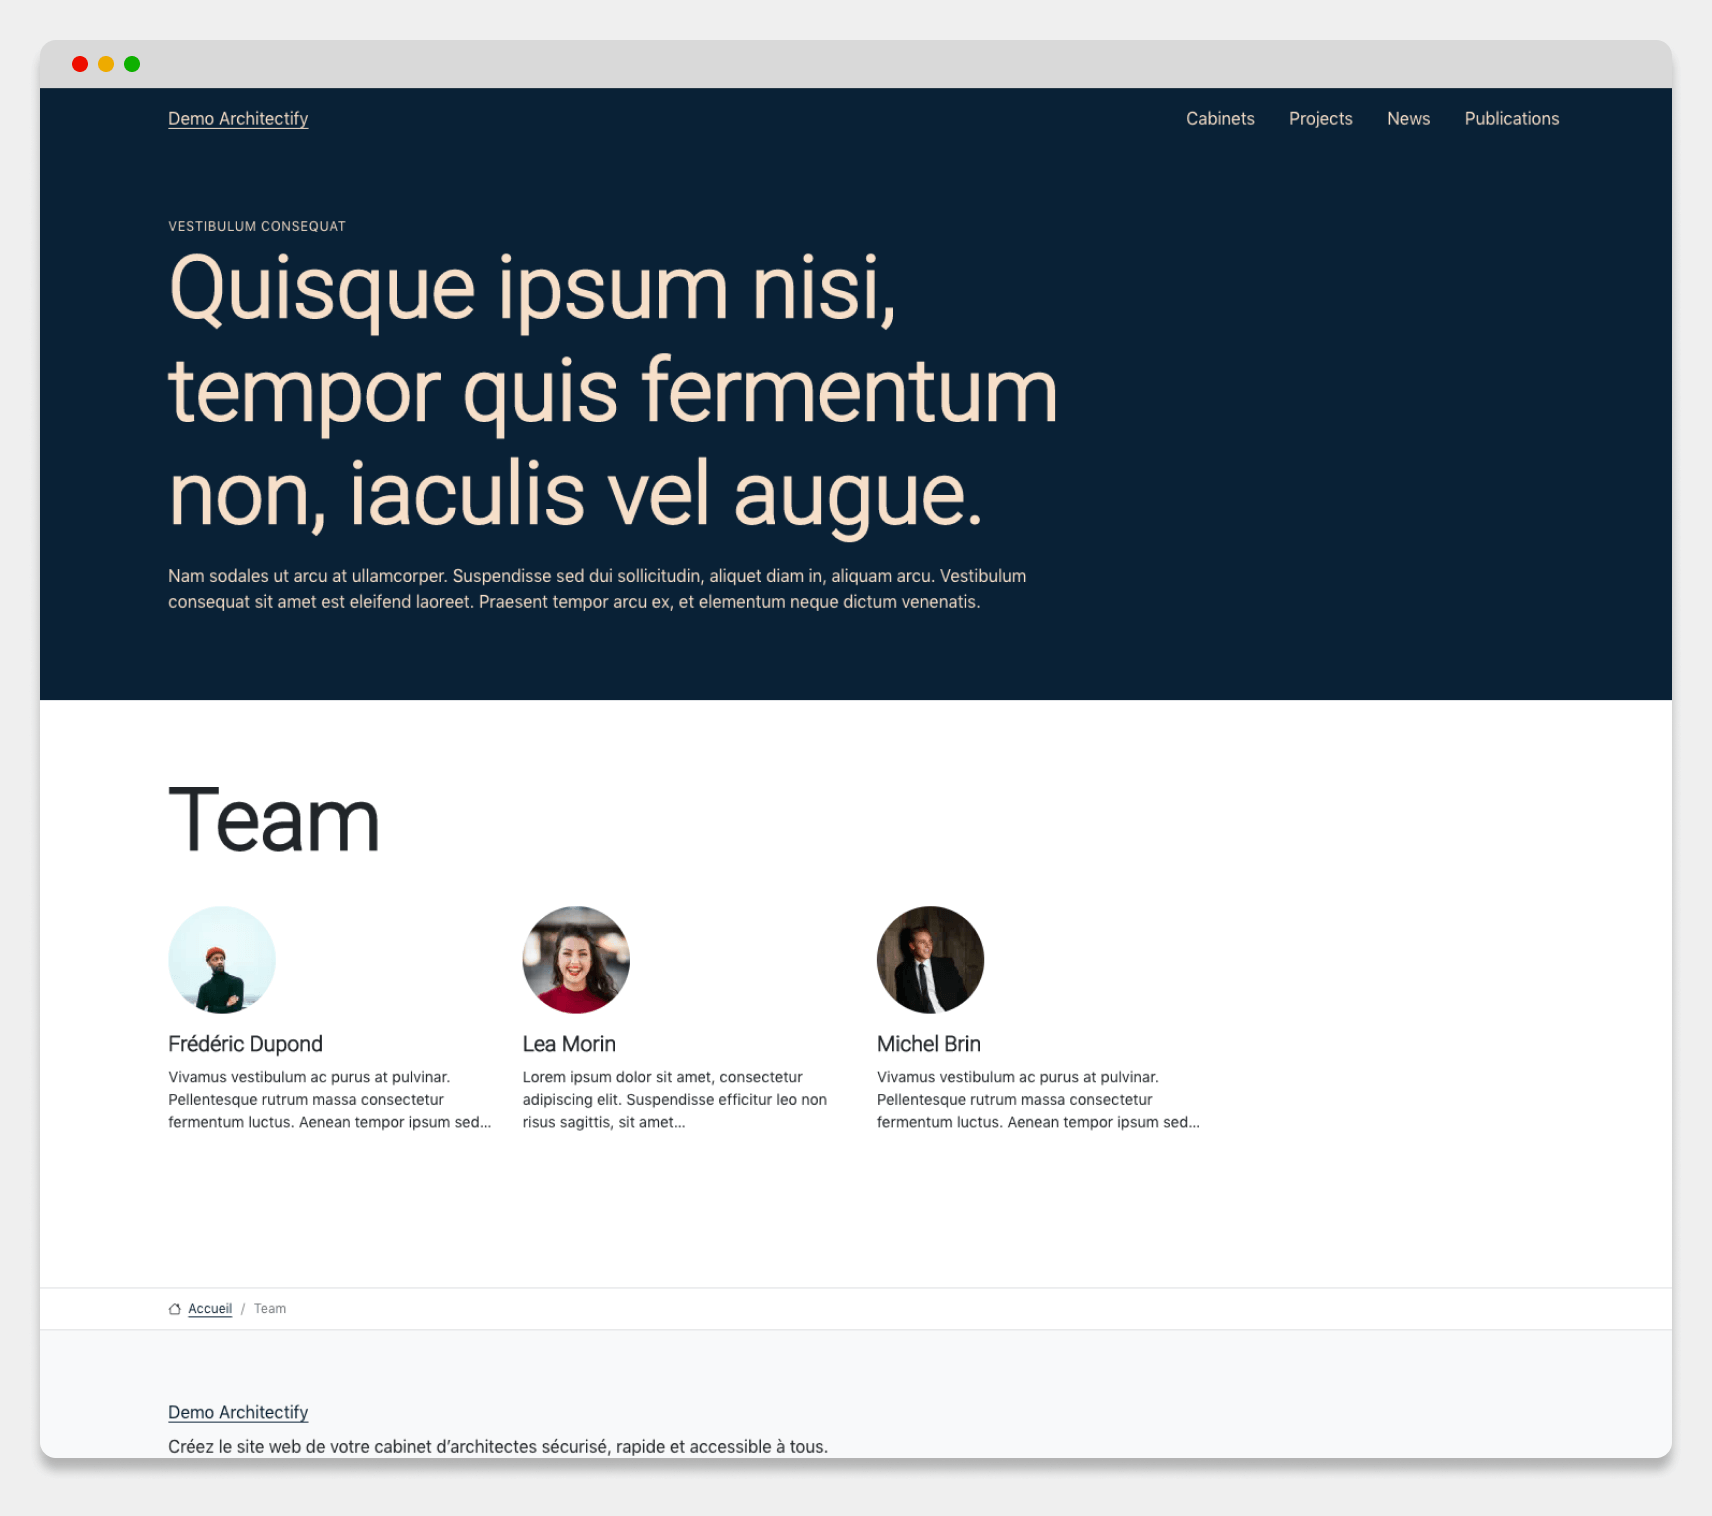 Demo Architectify
Cabinets Projects News Publications
VESTIBULUM CONSEQUAT
Quisque ipsum nisi,
tempor quis fermentum
non, iaculis vel augue.
Nam sodales ut arcu at ullamcorper. Suspendisse sed dui sollicitudin, aliquet diam in, aliquam arcu. Vestibulum
consequat sit amet est eleifend laoreet. Praesent tempor arcu ex, et elementum neque dictum venenatis.
Team
Frédéric Dupond
Vivamus vestibulum ac purus at pulvinar.
Pellentesque rutrum massa consectetur
fermentum luctus. Aenean tempor ipsum sed...
Lea Morin
Lorem ipsum dolor sit amet, consectetur
adipiscing elit. Suspendisse efficitur leo non
risus sagittis, sit amet...
Michel Brin
Vivamus vestibulum ac purus at pulvinar.
Pellentesque rutrum massa consectetur
fermentum luctus. Aenean tempor ipsum sed...
Accueil / Team
Demo Architectify
Créez le site web de votre cabinet d’architectes sécurisé, rapide et accessible à tous.